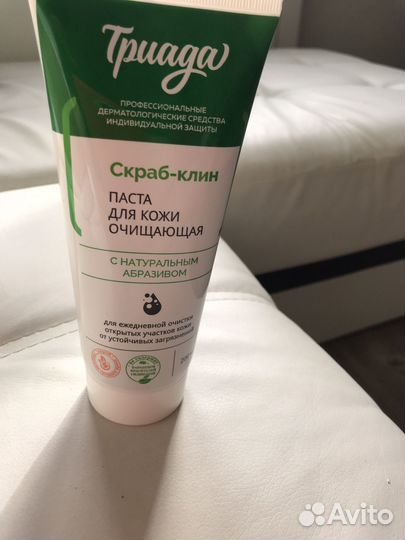 Триада
ПРОФЕССИОНАЛЬНЫЕ
ДЕРМАТОЛОГИЧЕСКИЕ СРЕДСТВА
ИНДИВИДУАЛЬНОЙ ЗАЩИТЫ
Скраб-клин
ПАСТА
ДЛЯ КОЖИ
ОЧИЩАЮЩАЯ
С НАТУРАЛЬНЫМ
АБРАЗИВОМ
для ежедневной очистки
открытых участков кожи
от устойчивых загрязнений
Avito